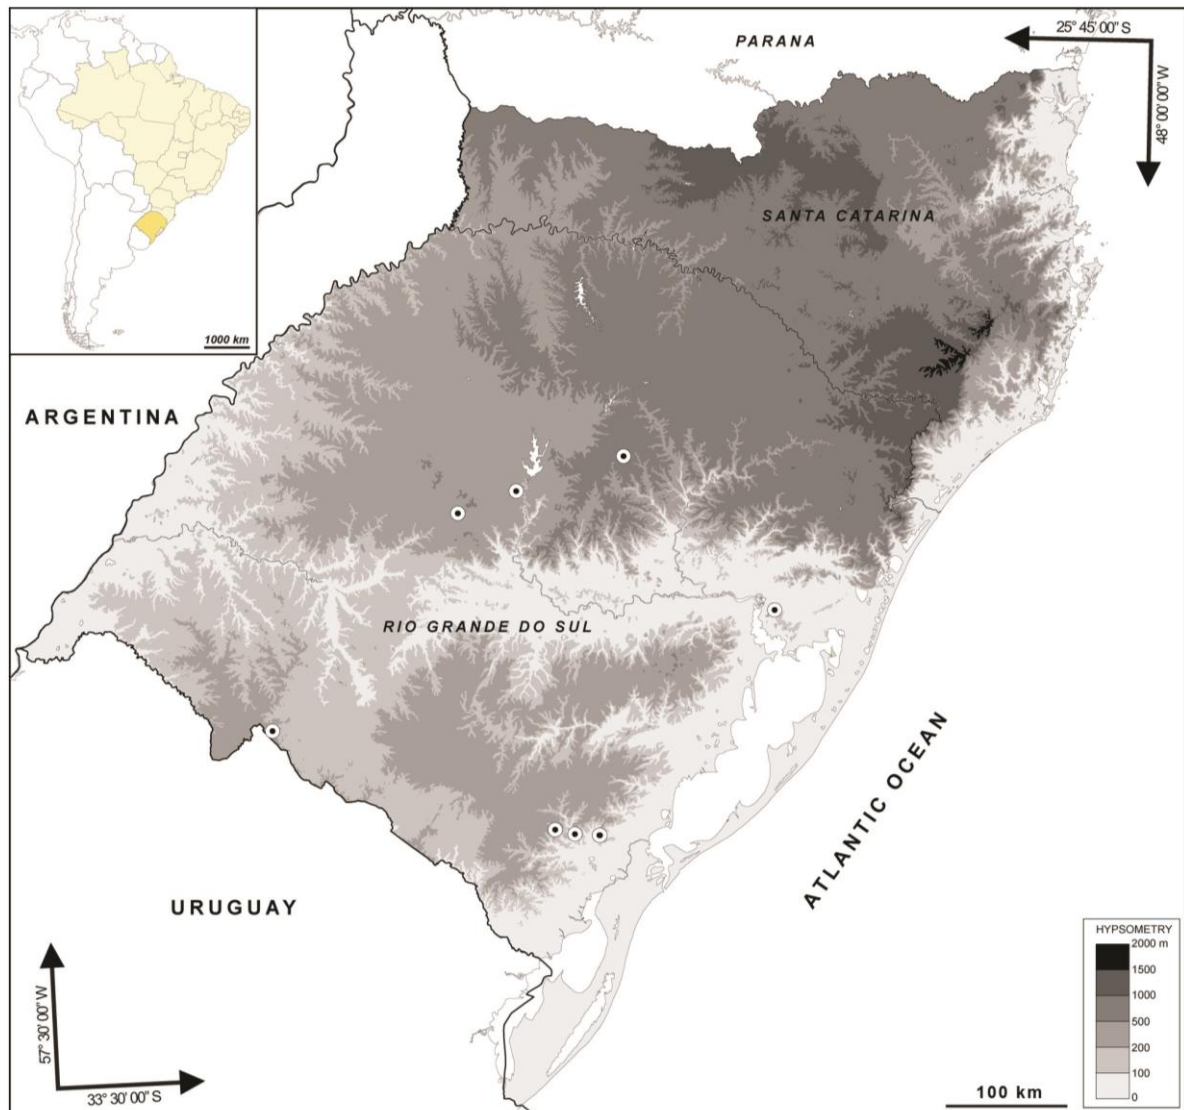 PARANA
25° 45' 00" S
48° 00' 00" W
SANTA CATARINA
1000 km
ARGENTINA
RIO GRANDE DO SUL
ATLANTIC OCEAN
URUGUAY
HYPSOMETRY
2000 m
1500
1000
500
200
100
0
57° 30' 00" W
33° 30' 00" S
100 km